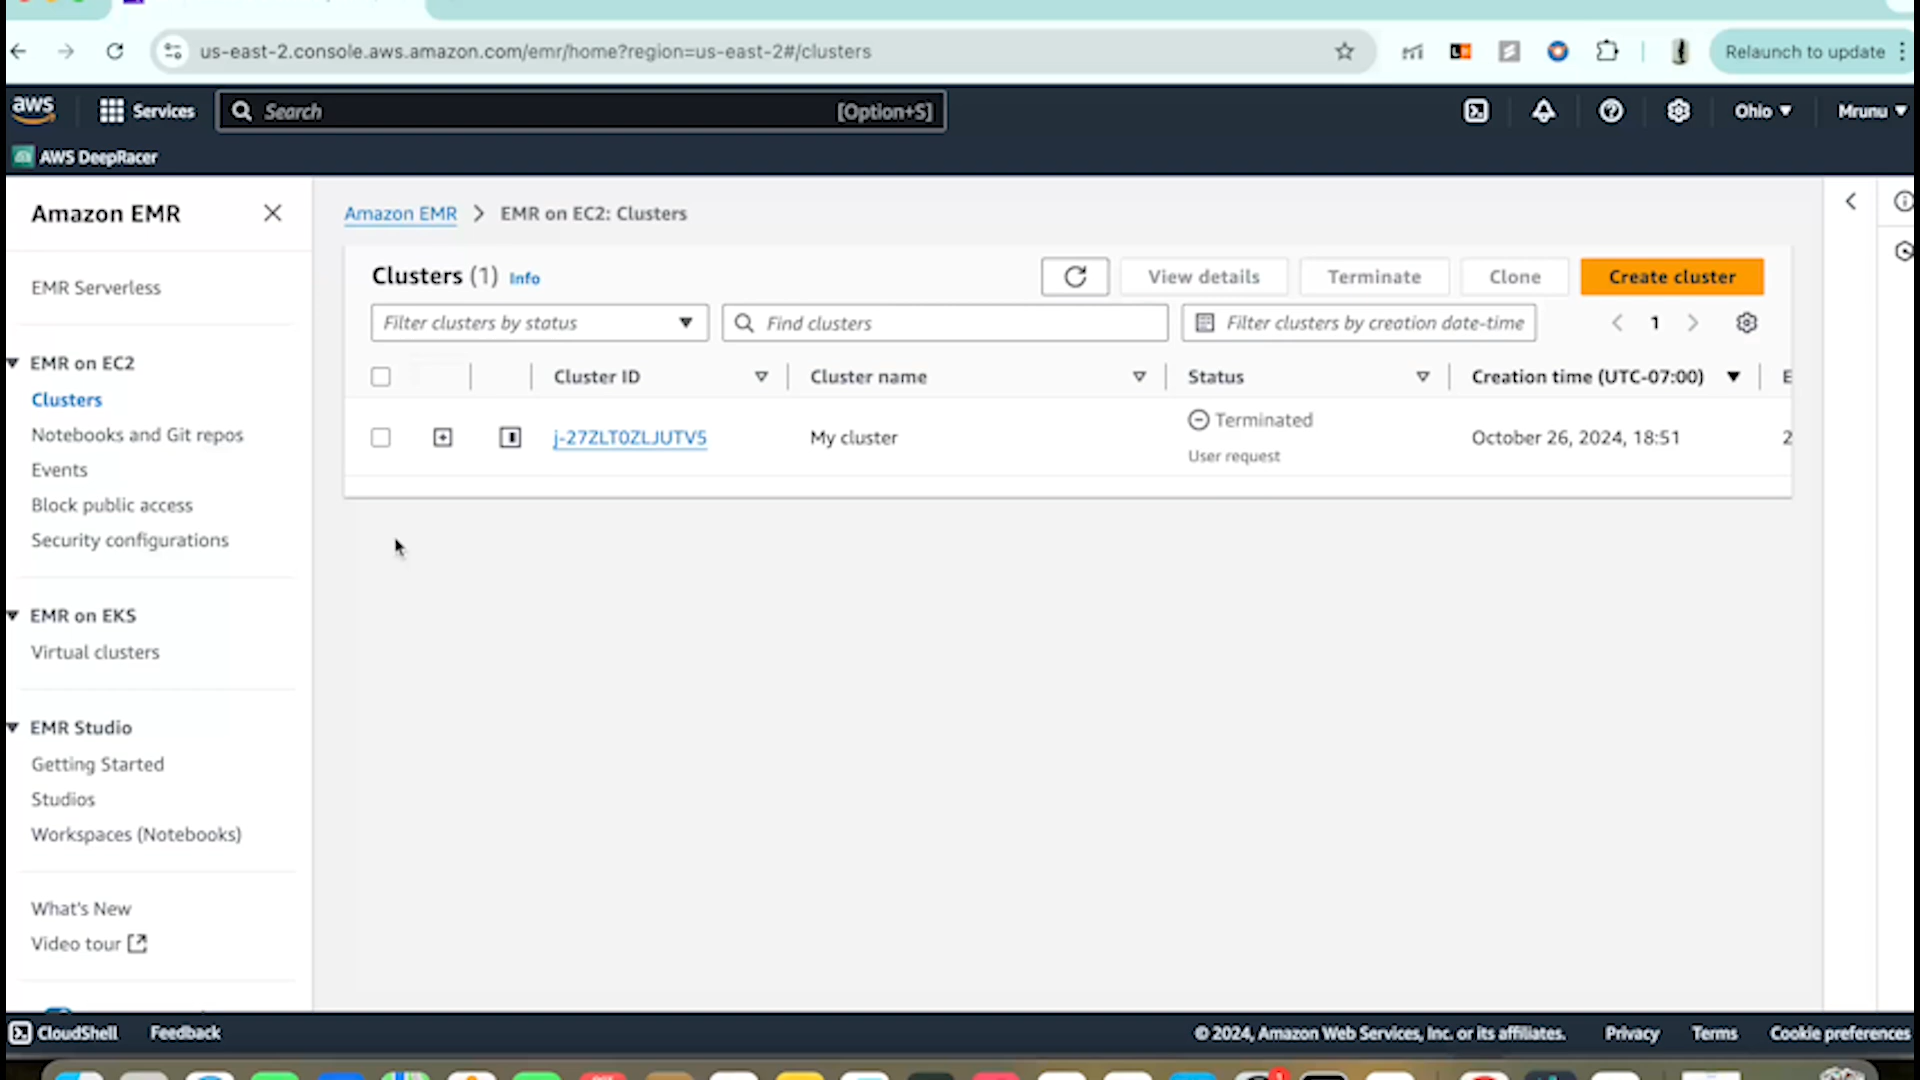 us-east-2.console.aws.amazon.com/emr/home?region=us-east-2#/clusters
Relaunch to update
aws
Services
Search
[Option+S]
Ohio
Mrunu
AWS DeepRacer
Amazon EMR
EMR Serverless
EMR on EC2
Clusters
Notebooks and Git repos
Events
Block public access
Security configurations
EMR on EKS
Virtual clusters
EMR Studio
Getting Started
Studios
Workspaces (Notebooks)
What's New
Video tour
Amazon EMR > EMR on EC2: Clusters
Clusters (1) Info
View details
Terminate
Clone
Create cluster
Filter clusters by status
Find clusters
Filter clusters by creation date-time
1
Cluster ID
Cluster name
Status
Creation time (UTC-07:00)
E
j-27ZLT0ZLJUTV5
My cluster
Terminated
User request
October 26, 2024, 18:51
2
CloudShell
Feedback
© 2024, Amazon Web Services, Inc. or its affiliates.
Privacy
Terms
Cookie preferences